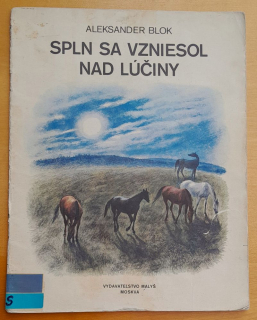 ALEKSANDER BLOK
SPLN SA VZNIESOL
NAD LÚČINY
VYDAVATEĽSTVO MALYŠ
MOSKVA
S